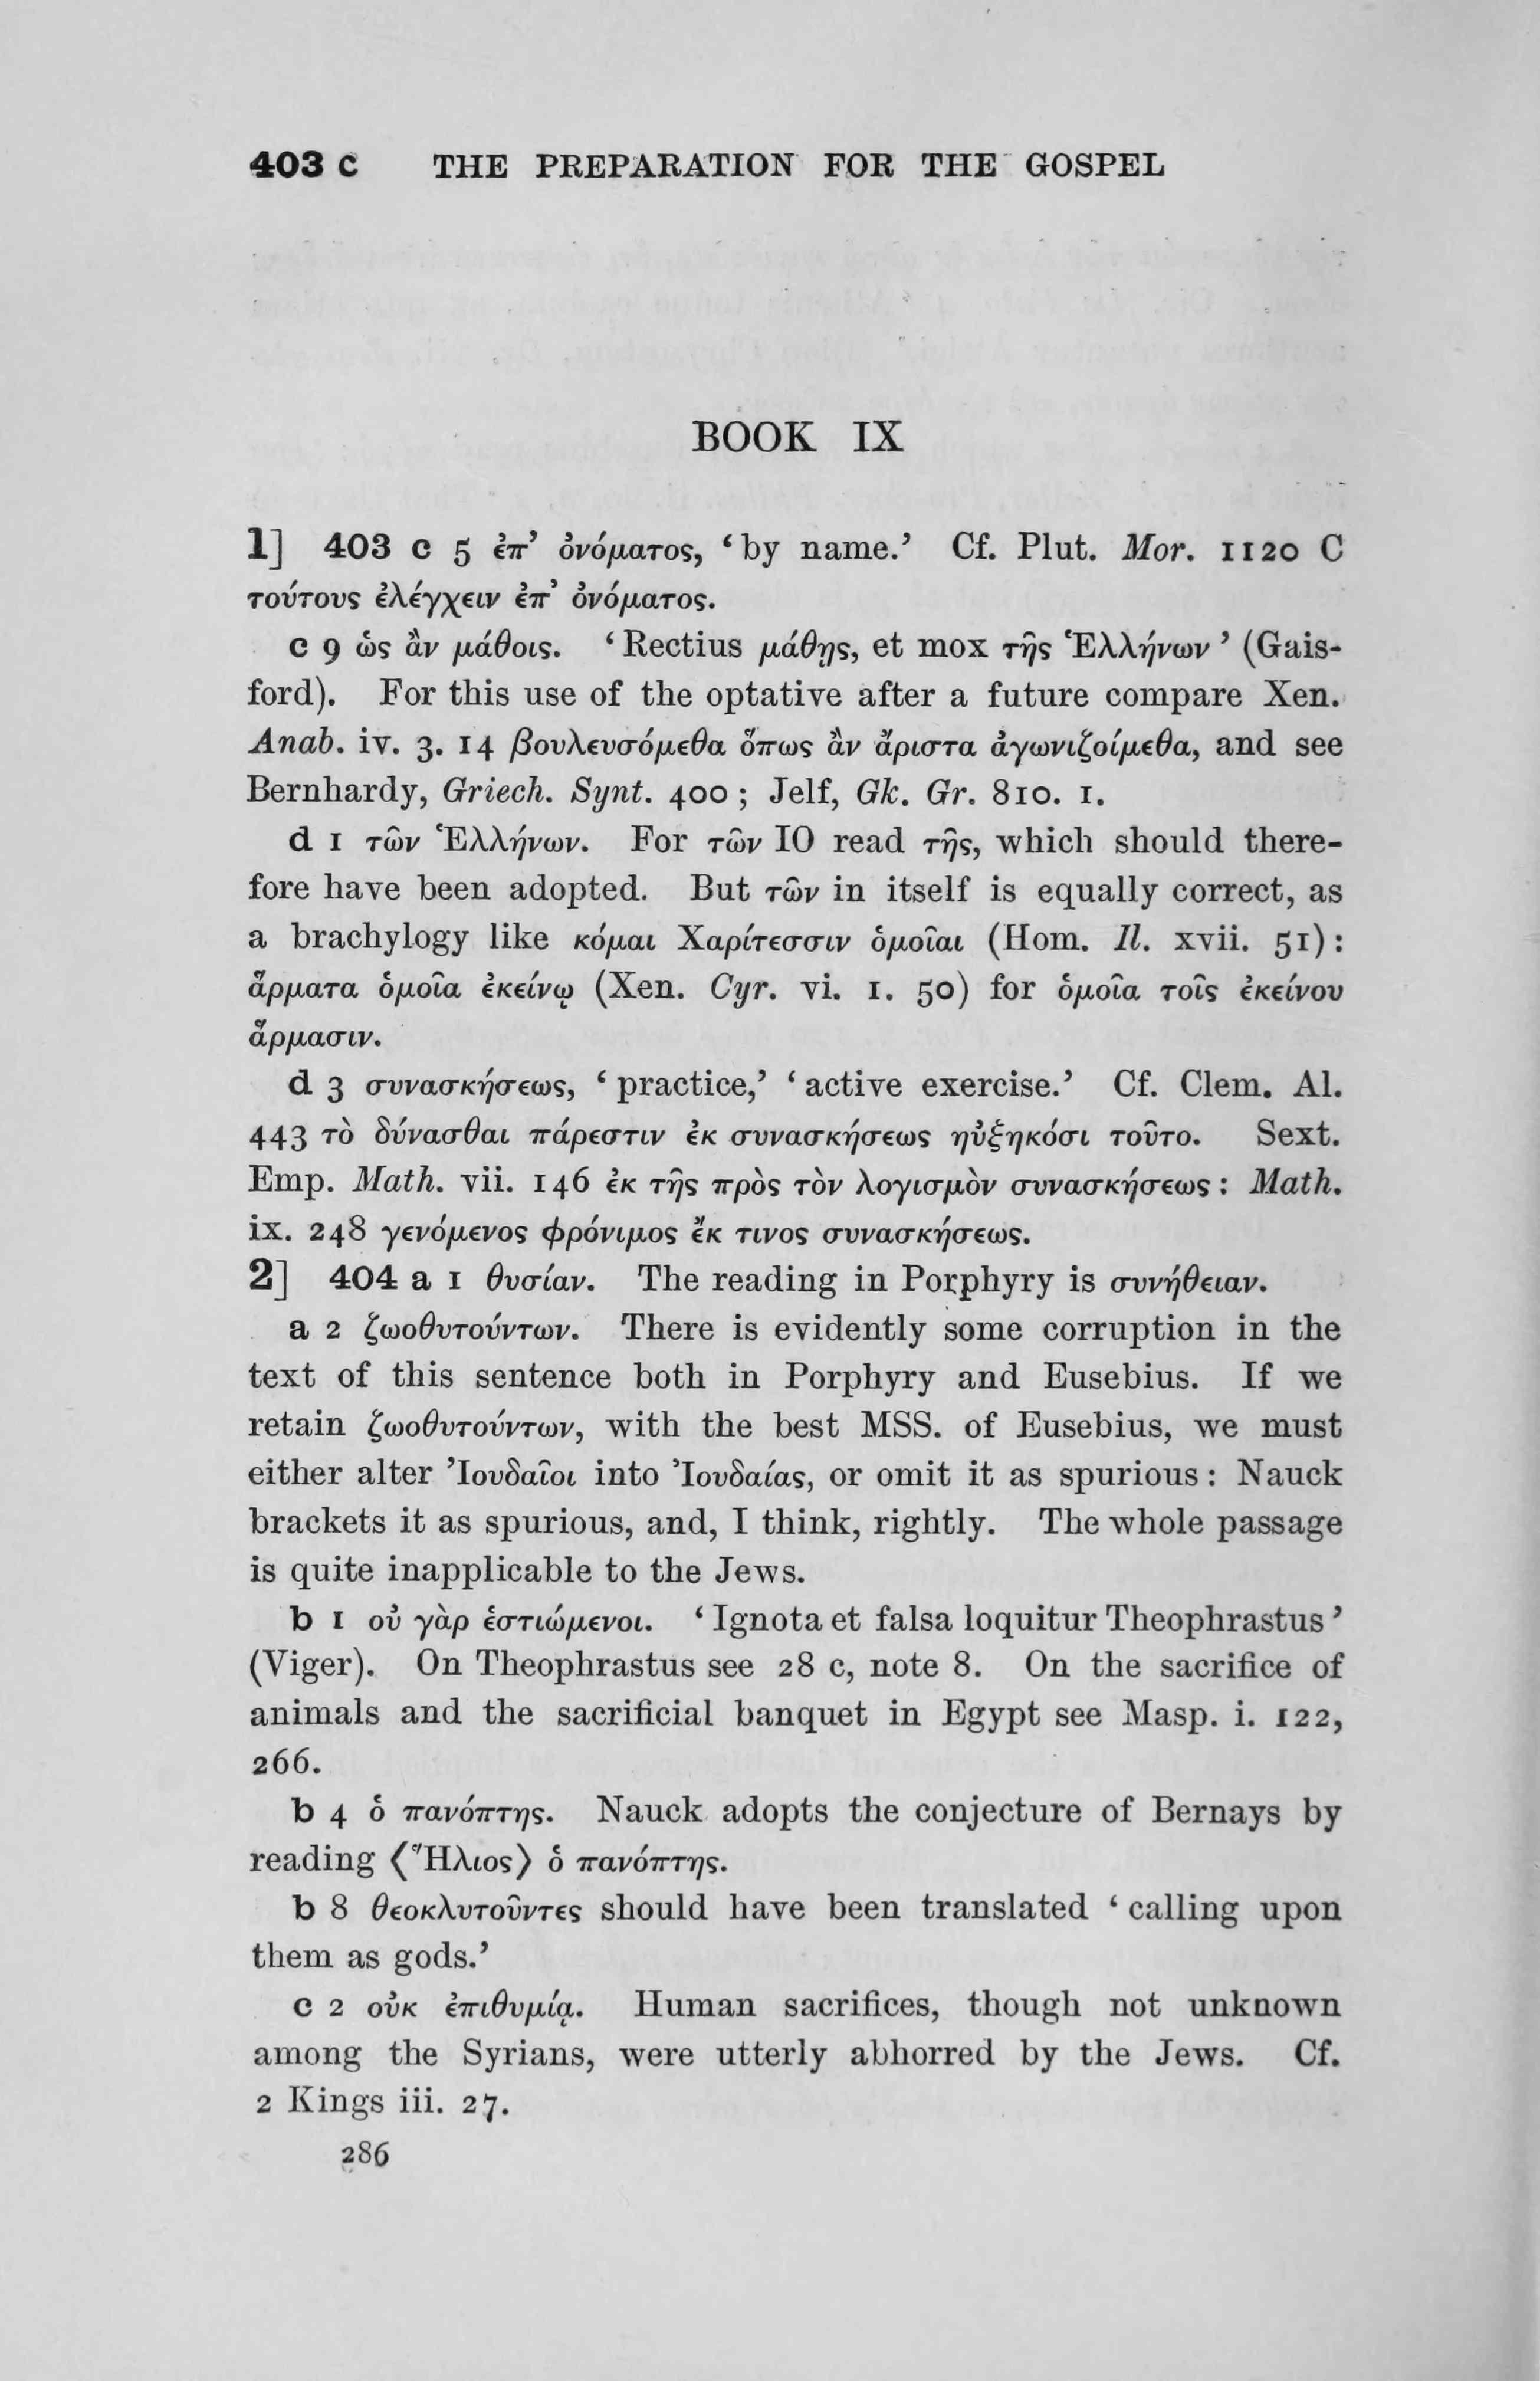 403 c THE PREPARATION FOR THE GOSPEL
BOOK IX
1] 403 c 5 ἐπ’ ὀνόματος, ‘by name.’ Cf. Plut. Mor. 1120 C
τούτους ἐλέγχειν ἐπ’ ὀνόματος.
c 9 ὡς ἂν μάθοις. ‘Rectius μάθῃς, et mox τῆς Ἑλλήνων’ (Gais-
ford). For this use of the optative after a future compare Xen.
Anab. iv. 3. 14 βουλευσόμεθα ὅπως ἂν ἄριστα ἀγωνιζοίμεθα, and see
Bernhardy, Griech. Synt. 400; Jelf, Gk. Gr. 810. 1.
d 1 τῶν Ἑλλήνων. For τῶν IO read τῆς, which should there-
fore have been adopted. But τῶν in itself is equally correct, as
a brachylogy like κόμαι Χαρίτεσσιν ὁμοῖαι (Hom. Il. xvii. 51):
ἅρματα ὁμοῖα ἐκείνῳ (Xen. Cyr. vi. 1. 50) for ὁμοῖα τοῖς ἐκείνου
ἅρμασιν.
d 3 συνασκήσεως, ‘practice,’ ‘active exercise.’ Cf. Clem. Al.
443 τὸ δύνασθαι πάρεστιν ἐκ συνασκήσεως ηὐξηκόσι τοῦτο. Sext.
Emp. Math. vii. 146 ἐκ τῆς πρὸς τὸν λογισμὸν συνασκήσεως: Math.
ix. 248 γενόμενος φρόνιμος ἔκ τινος συνασκήσεως.
2] 404 a 1 θυσίαν. The reading in Porphyry is συνήθειαν.
a 2 ζωοθυτούντων. There is evidently some corruption in the
text of this sentence both in Porphyry and Eusebius. If we
retain ζωοθυτούντων, with the best MSS. of Eusebius, we must
either alter Ἰουδαῖοι into Ἰουδαίας, or omit it as spurious: Nauck
brackets it as spurious, and, I think, rightly. The whole passage
is quite inapplicable to the Jews.
b 1 οὐ γὰρ ἑστιώμενοι. ‘Ignota et falsa loquitur Theophrastus’
(Viger). On Theophrastus see 28 c, note 8. On the sacrifice of
animals and the sacrificial banquet in Egypt see Masp. i. 122,
266.
b 4 ὁ πανόπτης. Nauck adopts the conjecture of Bernays by
reading ⟨Ἥλιος⟩ ὁ πανόπτης.
b 8 θεοκλυτοῦντες should have been translated ‘calling upon
them as gods.’
c 2 οὐκ ἐπιθυμίᾳ. Human sacrifices, though not unknown
among the Syrians, were utterly abhorred by the Jews. Cf.
2 Kings iii. 27.
286